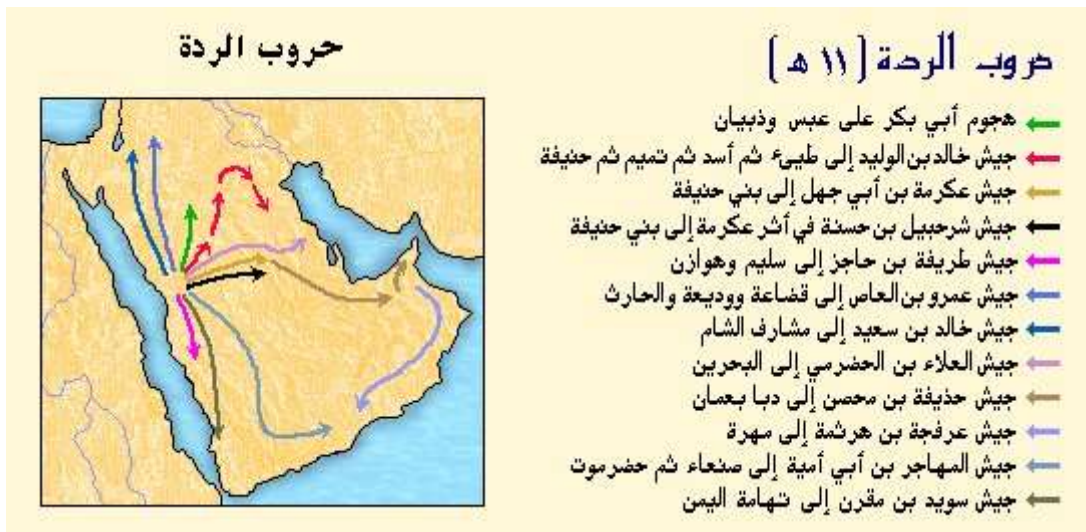 حروب الردة
حروب الردة (١١ هـ)
هجوم أبي بكر على عبس وذبيان
جيش خالد بن الوليد إلى طييء ثم أسد ثم تميم ثم حنيفة
جيش عكرمة بن أبي جهل إلى بني حنيفة
جيش شرحبيل بن حسنة في أثر عكرمة إلى بني حنيفة
جيش طريفة بن حاجز إلى سليم وهوازن
جيش عمرو بن العاص إلى قضاعة ووديعة والحارث
جيش خالد بن سعيد إلى مشارف الشام
جيش العلاء بن الحضرمي إلى البحرين
جيش حذيفة بن محصن إلى دبا بعمان
جيش عرفجة بن هرثمة إلى مهرة
جيش المهاجر بن أبي أمية إلى صنعاء ثم حضرموت
جيش سويد بن مقرن إلى تهامة اليمن